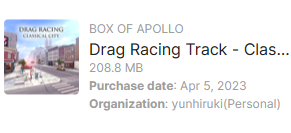 DRAG RACING
CLASSICAL CITY
BOX OF APOLLO
Drag Racing Track - Clas...
208.8 MB
Purchase date: Apr 5, 2023
Organization: yunhiruki(Personal)